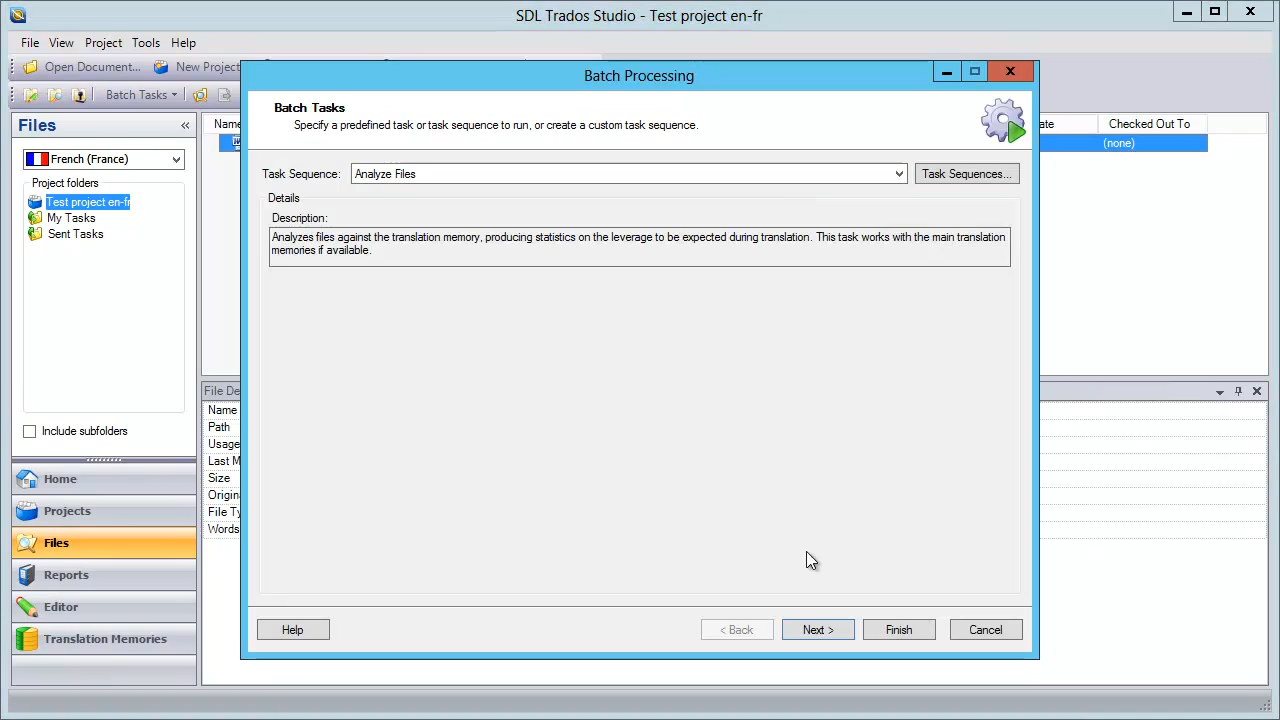 SDL Trados Studio - Test project en-fr
File View Project Tools Help
Open Document... New Project
Batch Tasks
Files
French (France)
Project folders
Test project en-fr
My Tasks
Sent Tasks
Include subfolders
Home
Projects
Files
Reports
Editor
Translation Memories
Name
Checked Out To
(none)
File De
Name
Path
Usage
Last M
Size
Origina
File Ty
Words
Batch Processing
Batch Tasks
Specify a predefined task or task sequence to run, or create a custom task sequence.
Task Sequence: Analyze Files Task Sequences...
Details
Description:
Analyzes files against the translation memory, producing statistics on the leverage to be expected during translation. This task works with the main translation
memories if available.
Help < Back Next > Finish Cancel